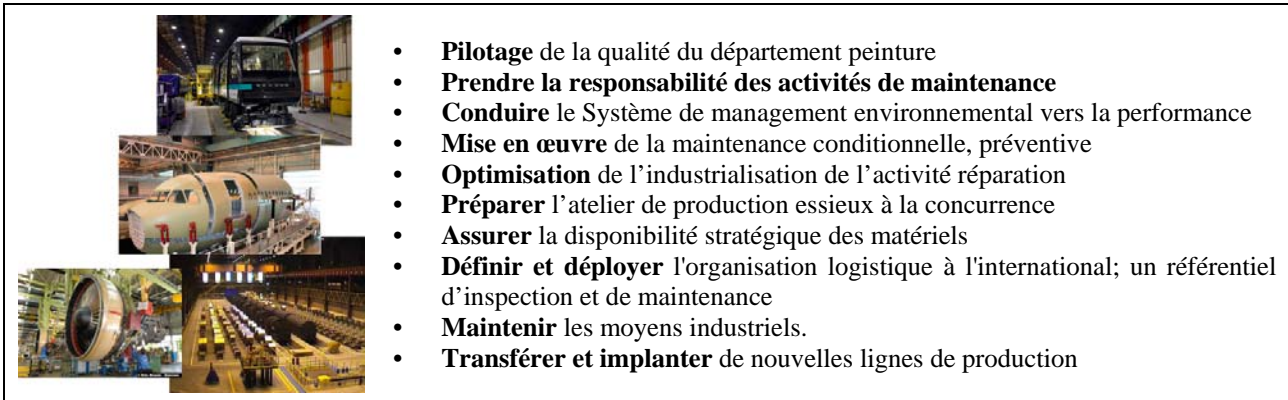 • Pilotage de la qualité du département peinture
• Prendre la responsabilité des activités de maintenance
• Conduire le Système de management environnemental vers la performance
• Mise en œuvre de la maintenance conditionnelle, préventive
• Optimisation de l’industrialisation de l’activité réparation
• Préparer l’atelier de production essieux à la concurrence
• Assurer la disponibilité stratégique des matériels
• Définir et déployer l'organisation logistique à l'international; un référentiel
d’inspection et de maintenance
• Maintenir les moyens industriels.
• Transférer et implanter de nouvelles lignes de production